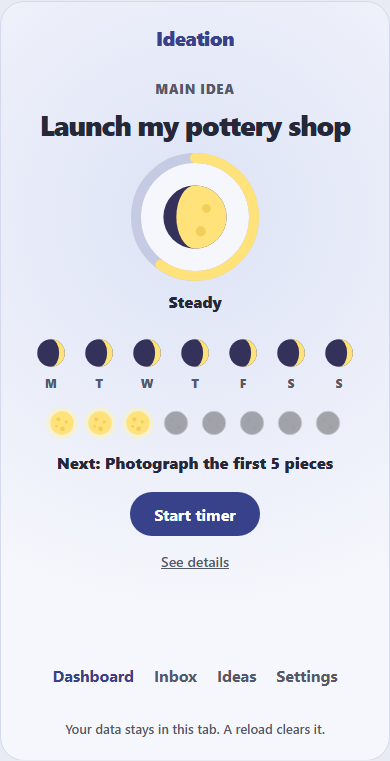 Ideation
MAIN IDEA
Launch my pottery shop
Steady
M T W T F S S
Next: Photograph the first 5 pieces
Start timer
See details
Dashboard Inbox Ideas Settings
Your data stays in this tab. A reload clears it.